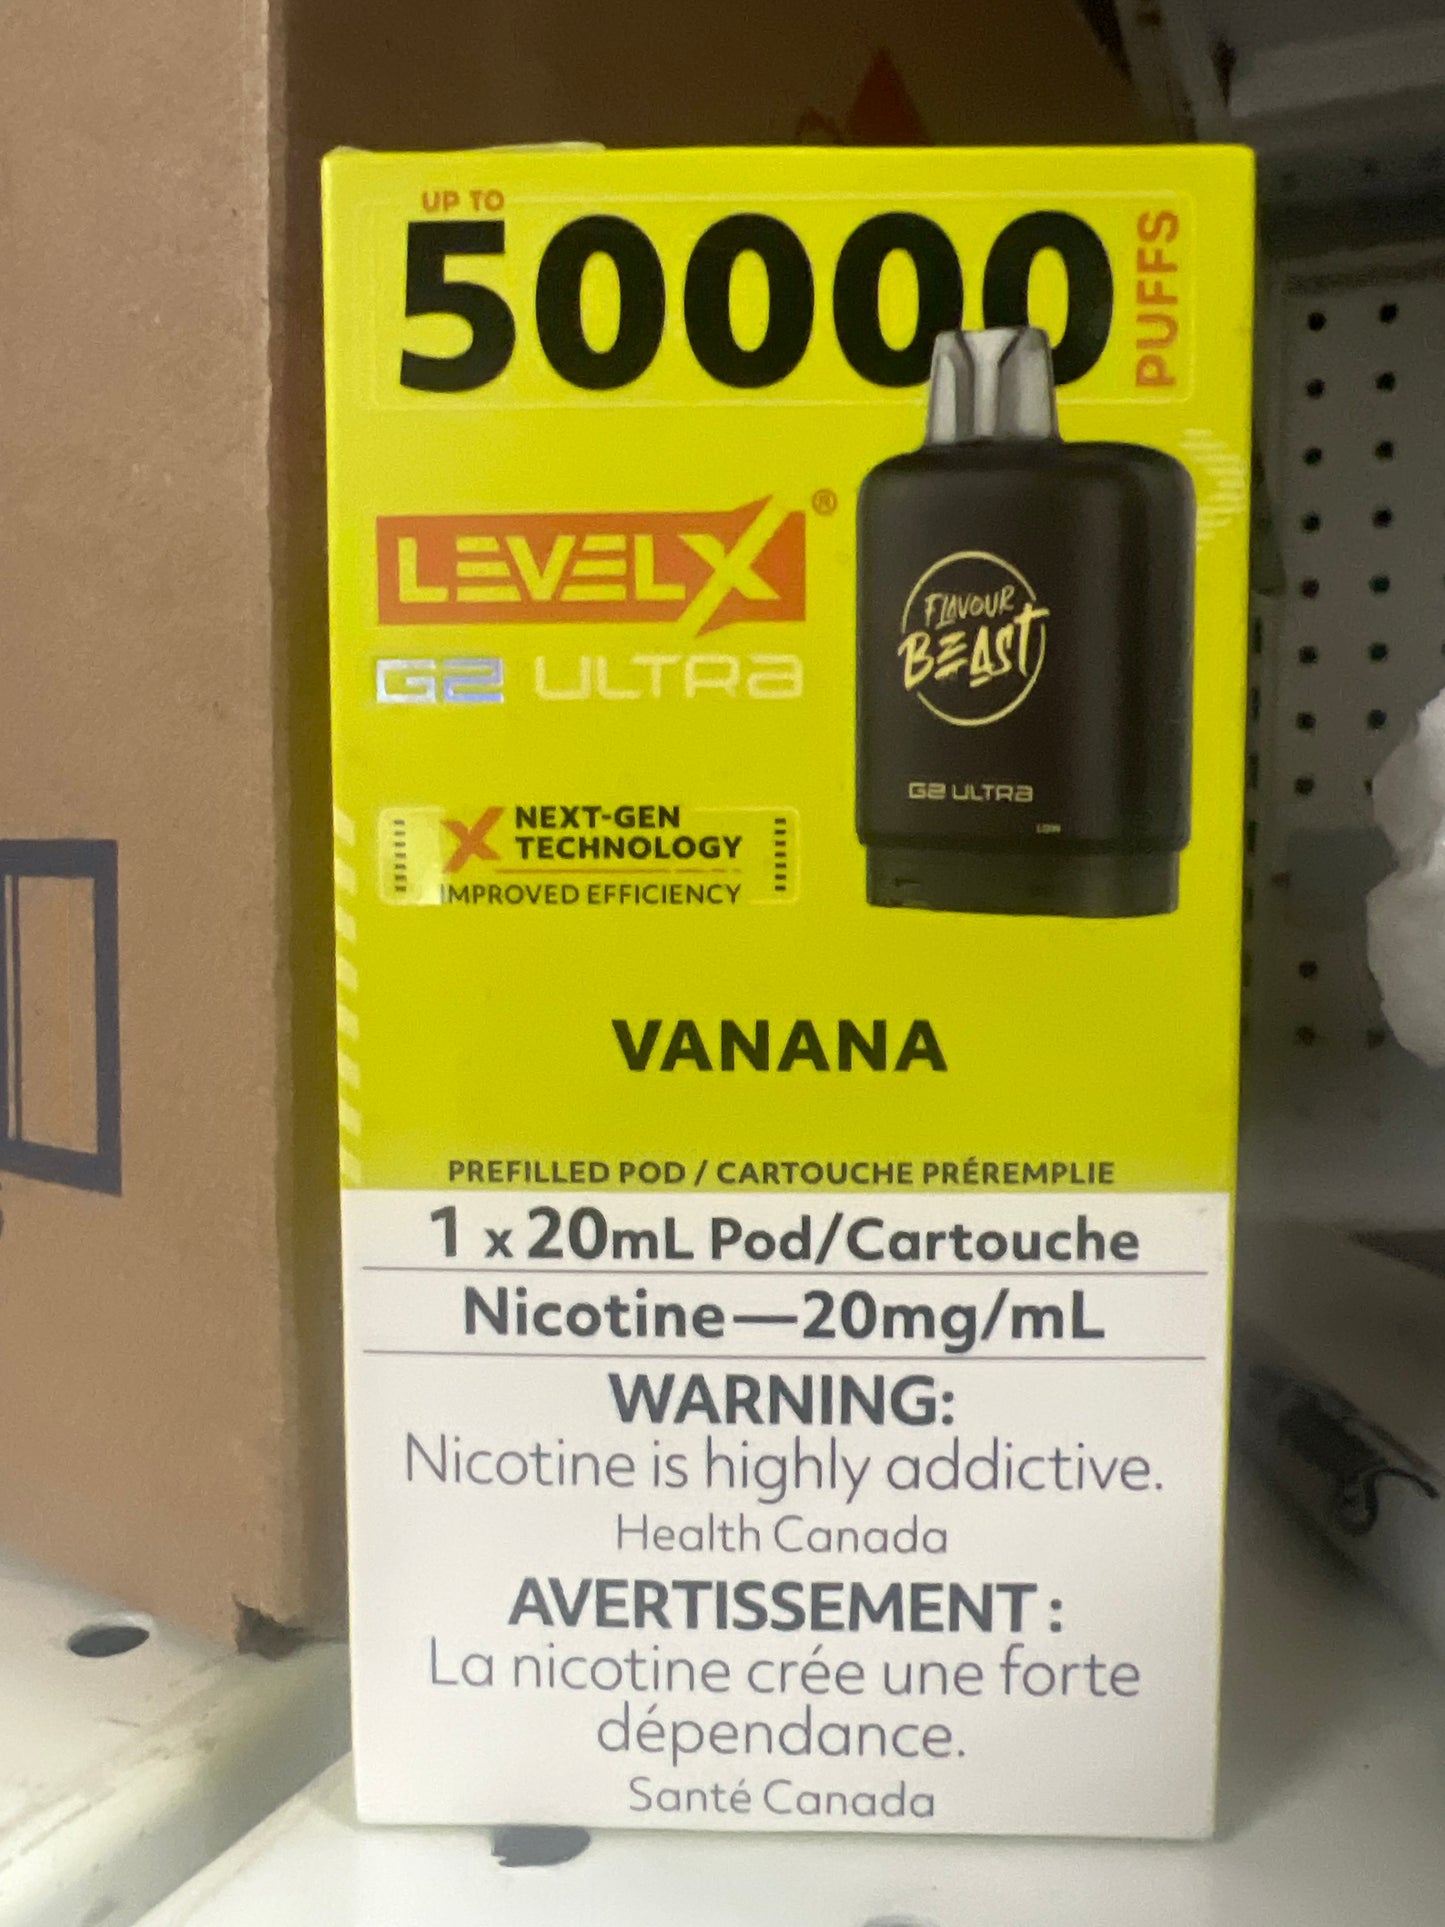 UP TO
50000
PUFFS
LEVELX®
G2 ULTRA
FLAVOUR
BEAST
G2 ULTRA
X NEXT-GEN
TECHNOLOGY
IMPROVED EFFICIENCY
VANANA
PREFILLED POD / CARTOUCHE PRÉREMPLIE
1 x 20mL Pod/Cartouche
Nicotine—20mg/mL
WARNING:
Nicotine is highly addictive.
Health Canada
AVERTISSEMENT :
La nicotine crée une forte
dépendance.
Santé Canada